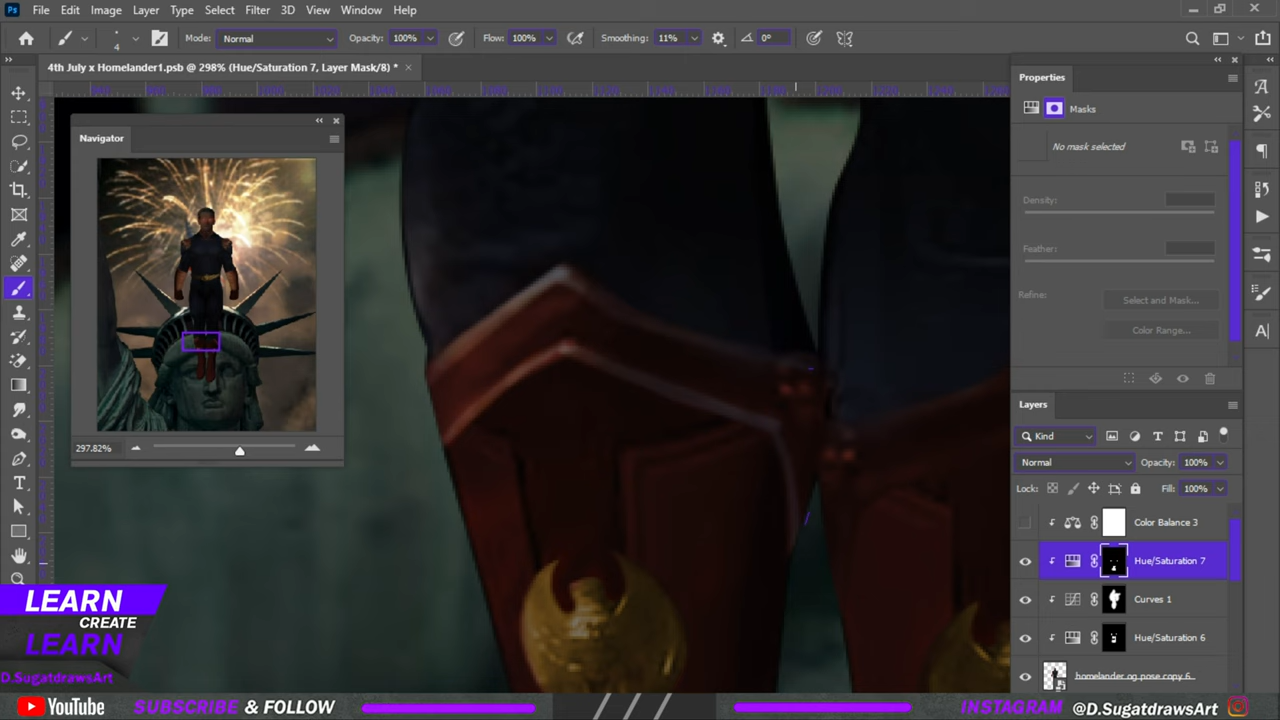 Ps File Edit Image Layer Type Select Filter 3D View Window Help
4 Mode: Normal Opacity: 100% Flow: 100% Smoothing: 11% 0°
4th July x Homelander1.psb @ 298% (Hue/Saturation 7, Layer Mask/8) * ×
Navigator
297.82%
Properties
Masks
No mask selected
Density:
Feather:
Refine: Select and Mask...
Color Range...
Layers
Kind
Normal Opacity: 100%
Lock: Fill: 100%
Color Balance 3
Hue/Saturation 7
Curves 1
Hue/Saturation 6
homelander og pose copy 6
LEARN
CREATE
LEARN
D.SugatdrawsArt
YouTube SUBSCRIBE & FOLLOW INSTAGRAM @D.SugatdrawsArt